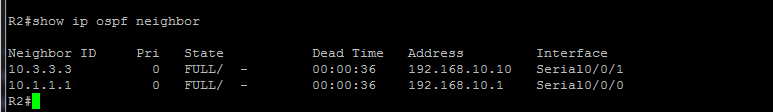 R2#show ip ospf neighbor
Neighbor ID     Pri   State           Dead Time   Address         Interface
10.3.3.3          0   FULL/  -        00:00:36    192.168.10.10   Serial0/0/1
10.1.1.1          0   FULL/  -        00:00:36    192.168.10.1    Serial0/0/0
R2#